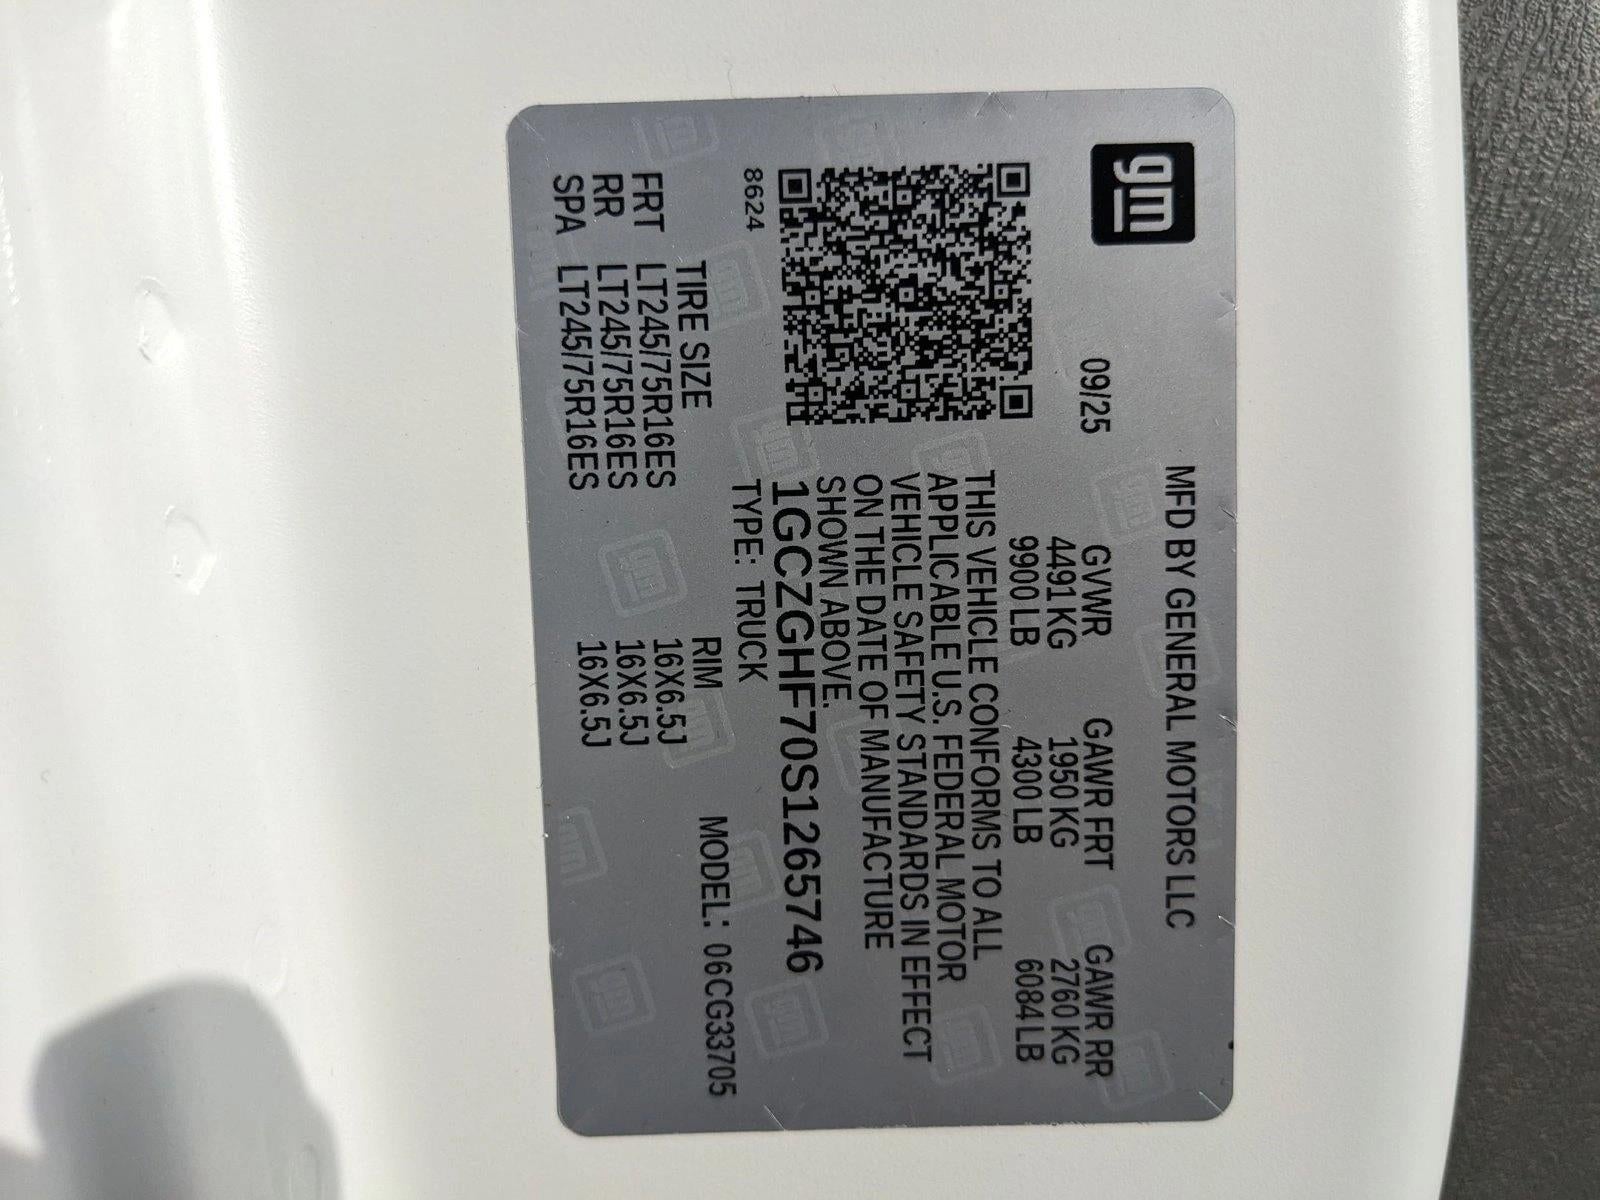 gm
MFD BY GENERAL MOTORS LLC
09/25
GVWR GAWR FRT GAWR RR
4491 KG 1950 KG 2760 KG
9900 LB 4300 LB 6084 LB
THIS VEHICLE CONFORMS TO ALL
APPLICABLE U.S. FEDERAL MOTOR
VEHICLE SAFETY STANDARDS IN EFFECT
ON THE DATE OF MANUFACTURE
SHOWN ABOVE.
1GCZGHF70S1265746
8624
TYPE: TRUCK
TIRE SIZE RIM MODEL: 06CG33705
FRT LT245/75R16ES 16X6.5J
RR LT245/75R16ES 16X6.5J
SPA LT245/75R16ES 16X6.5J